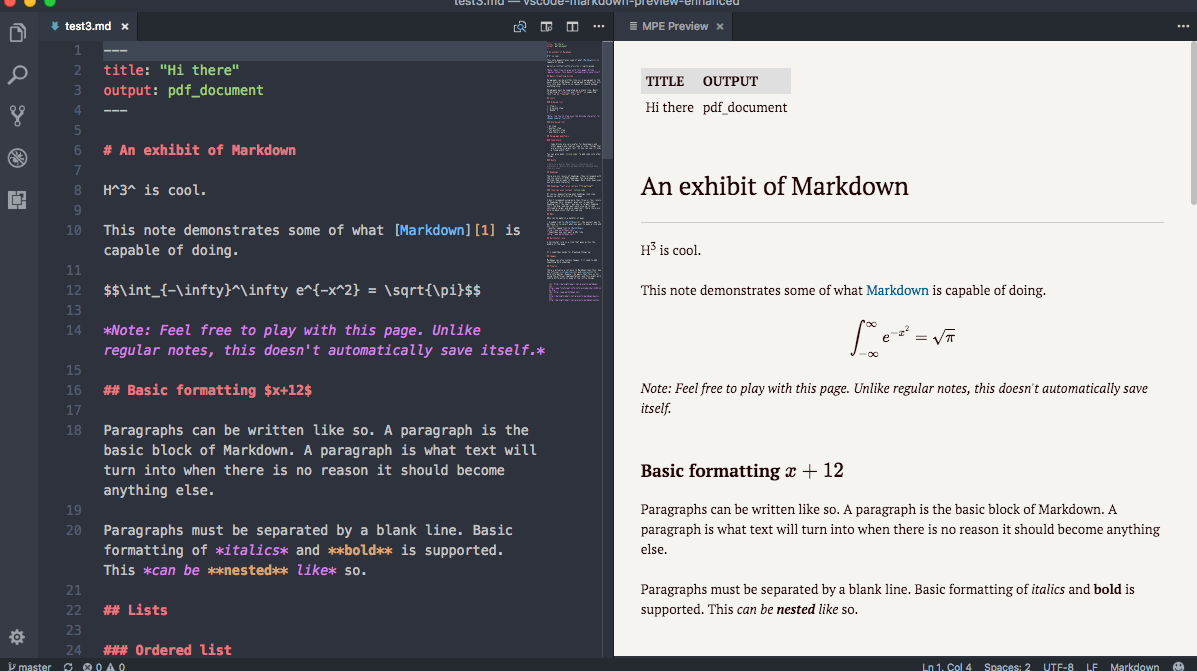 test3.md — vscode-markdown-preview-enhanced
test3.md ×
1 ---
2 title: "Hi there"
3 output: pdf_document
4 ---
5
6 # An exhibit of Markdown
7
8 H^3^ is cool.
9
10 This note demonstrates some of what [Markdown][1] is
capable of doing.
11
12 $$\int_{-\infty}^\infty e^{-x^2} = \sqrt{\pi}$$
13
14 *Note: Feel free to play with this page. Unlike
regular notes, this doesn't automatically save itself.*
15
16 ## Basic formatting $x+12$
17
18 Paragraphs can be written like so. A paragraph is the
basic block of Markdown. A paragraph is what text will
turn into when there is no reason it should become
anything else.
19
20 Paragraphs must be separated by a blank line. Basic
formatting of *italics* and **bold** is supported.
This *can be **nested** like* so.
21
22 ## Lists
23
24 ### Ordered list
MPE Preview ×
TITLE OUTPUT
Hi there pdf_document
An exhibit of Markdown
H³ is cool.
This note demonstrates some of what Markdown is capable of doing.
∫_{-∞}^{∞} e^{-x²} = √π
Note: Feel free to play with this page. Unlike regular notes, this doesn't automatically save
itself.
Basic formatting x + 12
Paragraphs can be written like so. A paragraph is the basic block of Markdown. A
paragraph is what text will turn into when there is no reason it should become anything
else.
Paragraphs must be separated by a blank line. Basic formatting of italics and bold is
supported. This can be nested like so.
master 0 0 Ln 1, Col 4 Spaces: 2 UTF-8 LF Markdown